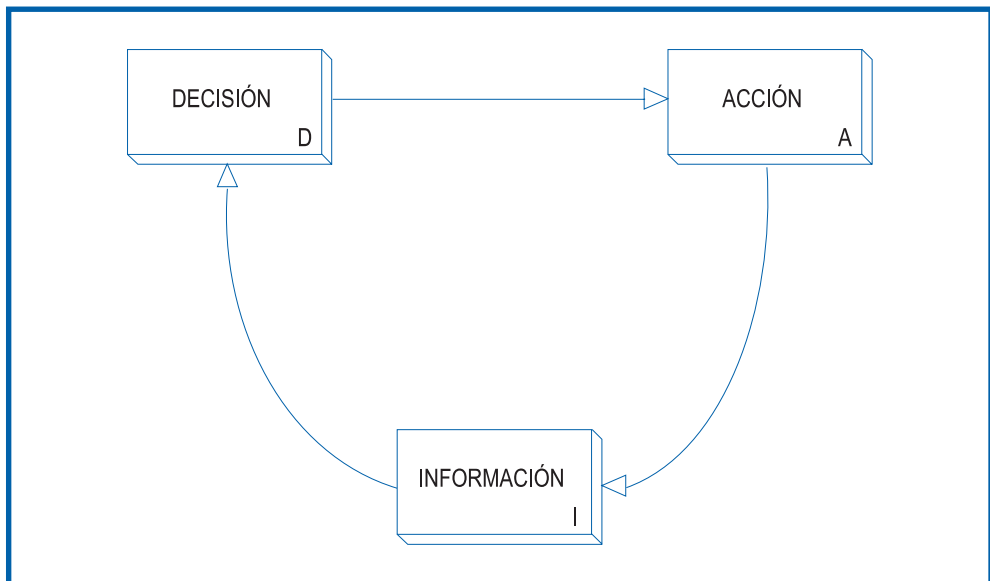 DECISIÓN
D
ACCIÓN
A
INFORMACIÓN
I